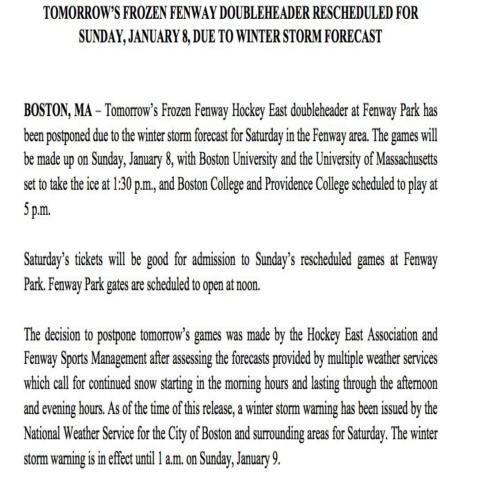 TOMORROW'S FROZEN FENWAY DOUBLEHEADER RESCHEDULED FOR
SUNDAY, JANUARY 8, DUE TO WINTER STORM FORECAST
BOSTON, MA – Tomorrow's Frozen Fenway Hockey East doubleheader at Fenway Park has
been postponed due to the winter storm forecast for Saturday in the Fenway area. The games will
be made up on Sunday, January 8, with Boston University and the University of Massachusetts
set to take the ice at 1:30 p.m., and Boston College and Providence College scheduled to play at
5 p.m.
Saturday's tickets will be good for admission to Sunday's rescheduled games at Fenway
Park. Fenway Park gates are scheduled to open at noon.
The decision to postpone tomorrow's games was made by the Hockey East Association and
Fenway Sports Management after assessing the forecasts provided by multiple weather services
which call for continued snow starting in the morning hours and lasting through the afternoon
and evening hours. As of the time of this release, a winter storm warning has been issued by the
National Weather Service for the City of Boston and surrounding areas for Saturday. The winter
storm warning is in effect until 1 a.m. on Sunday, January 9.